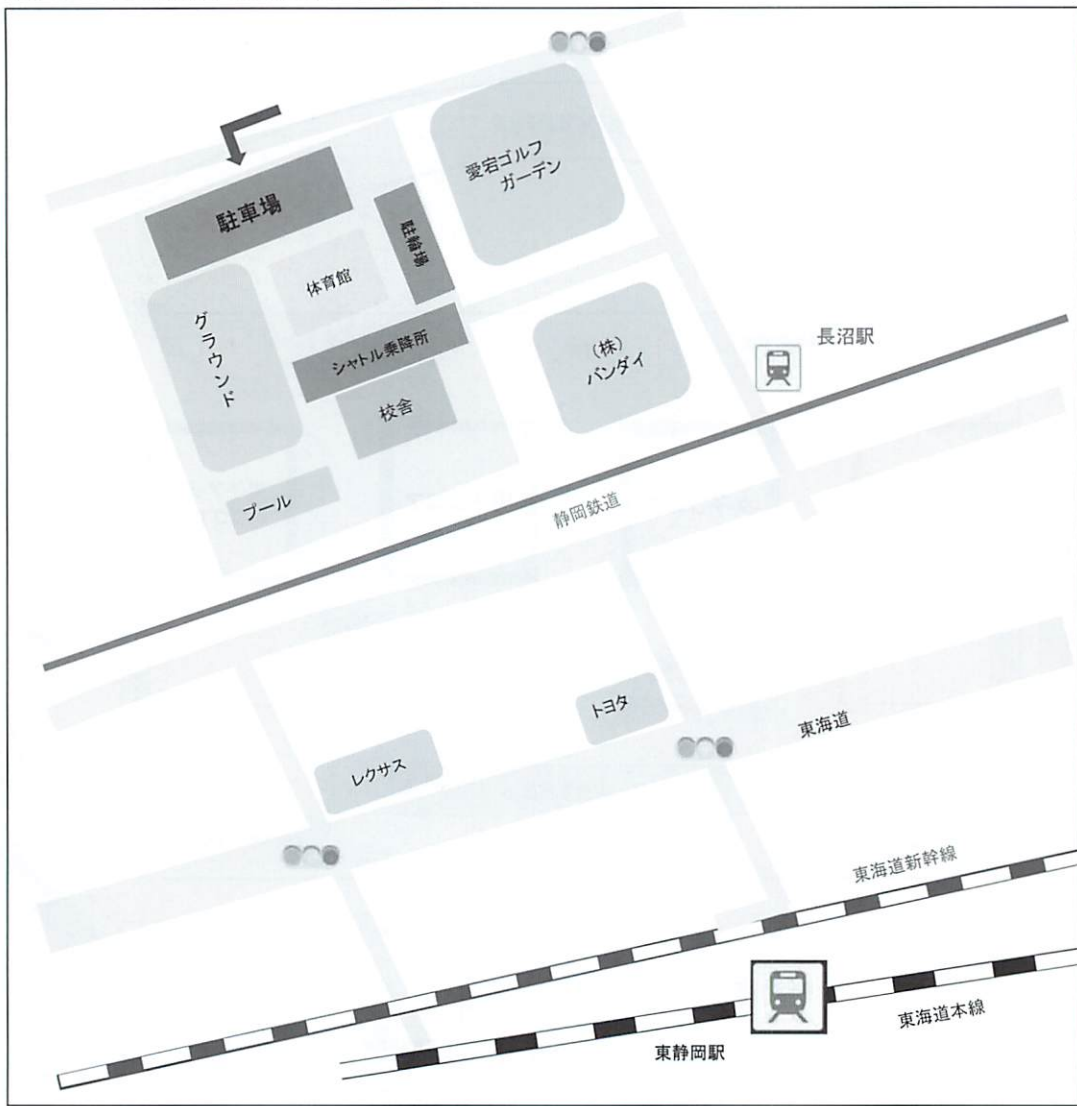 愛宕ゴルフ
ガーデン
駐車場
駐輪場
体育館
グラウンド
シャトル乗降所
(株)
バンダイ
長沼駅
校舎
プール
静岡鉄道
トヨタ
東海道
レクサス
東海道新幹線
東海道本線
東静岡駅